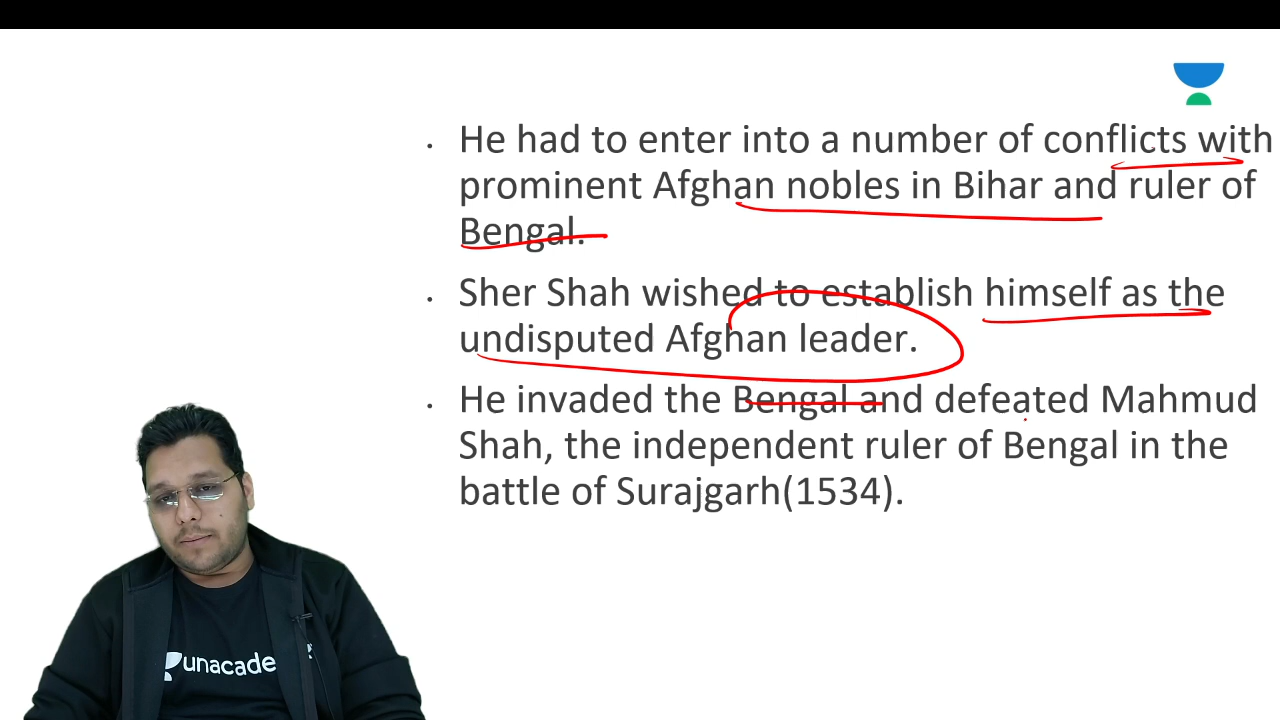 • He had to enter into a number of conflicts with
prominent Afghan nobles in Bihar and ruler of
Bengal.
• Sher Shah wished to establish himself as the
undisputed Afghan leader.
• He invaded the Bengal and defeated Mahmud
Shah, the independent ruler of Bengal in the
battle of Surajgarh(1534).
unacade